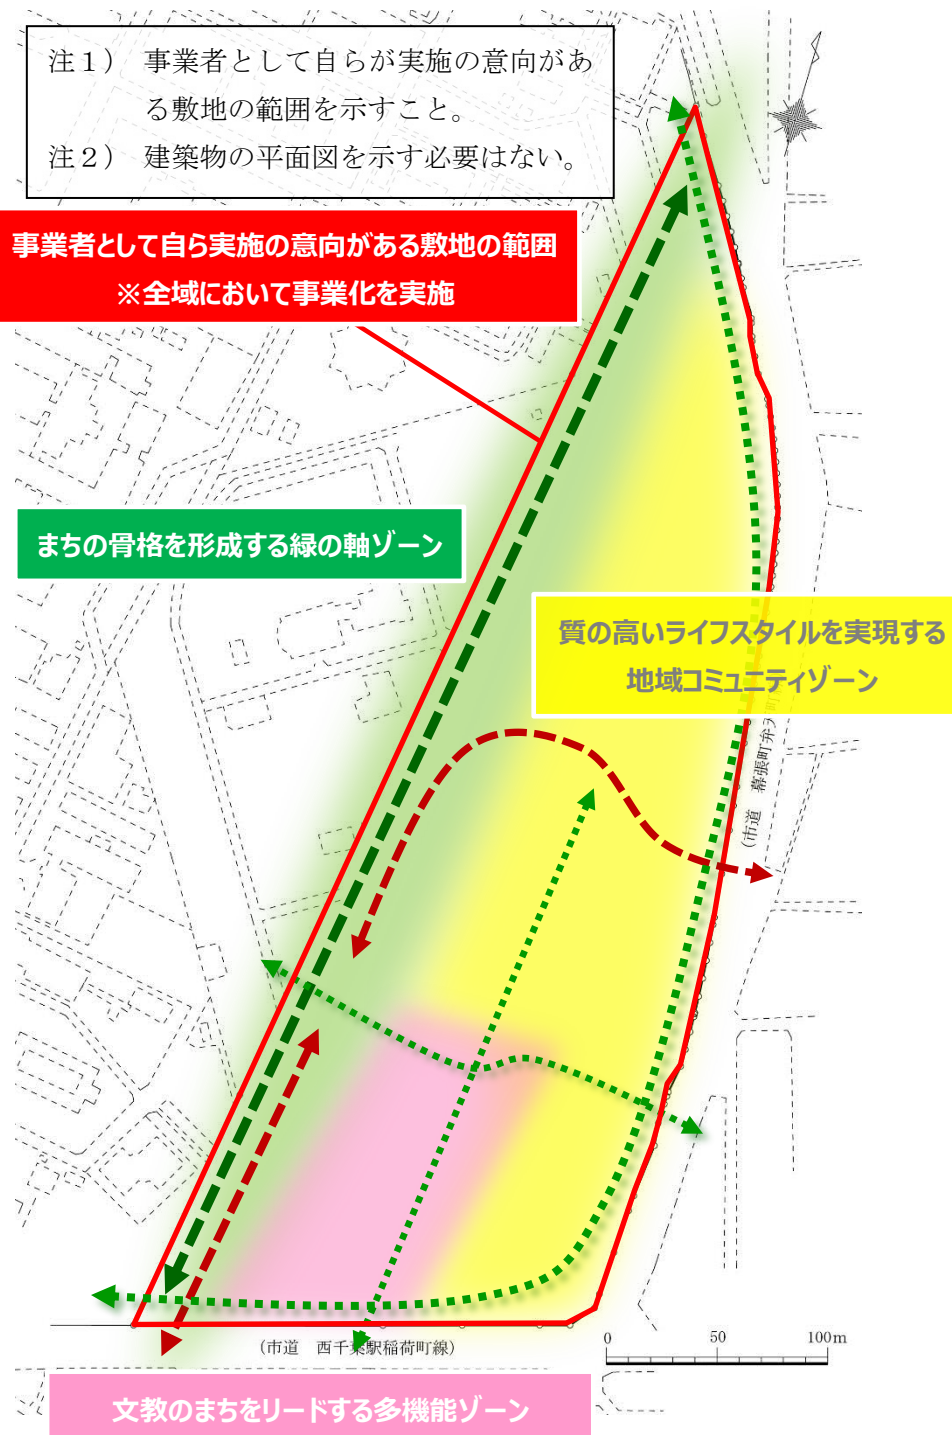 注１） 事業者として自らが実施の意向があ
る敷地の範囲を示すこと。
注２） 建築物の平面図を示す必要はない。
事業者として自ら実施の意向がある敷地の範囲
※全域において事業化を実施
まちの骨格を形成する緑の軸ゾーン
質の高いライフスタイルを実現する
地域コミュニティゾーン
（市道 幕張町弁天町
（市道 西千葉駅稲荷町線）
0 50 100m
文教のまちをリードする多機能ゾーン